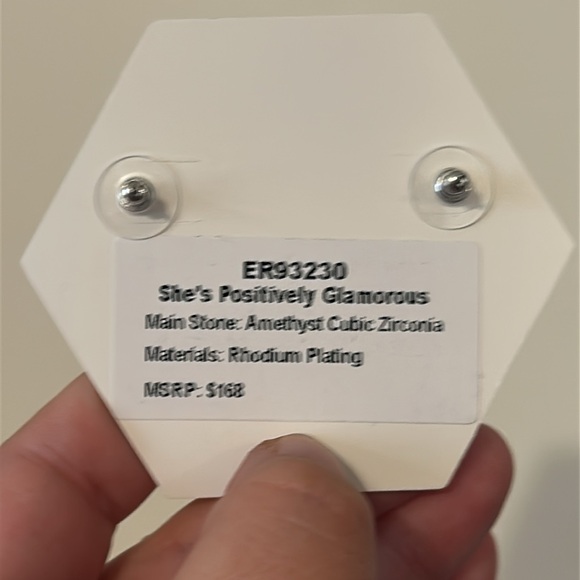 ER93230
She's Positively Glamorous
Main Stone: Amethyst Cubic Zirconia
Materials: Rhodium Plating
MSRP: $168